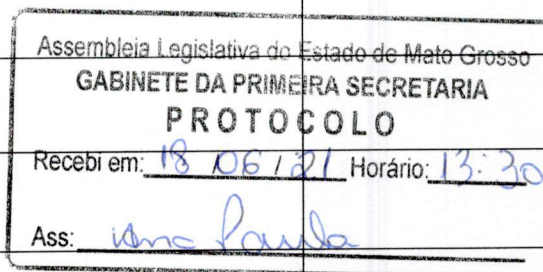 Assembleia Legislativa do Estado de Mato Grosso
GABINETE DA PRIMEIRA SECRETARIA
PROTOCOLO
Recebi em: 18 / 06 / 21 Horário: 13:30
Ass: Ana Paula